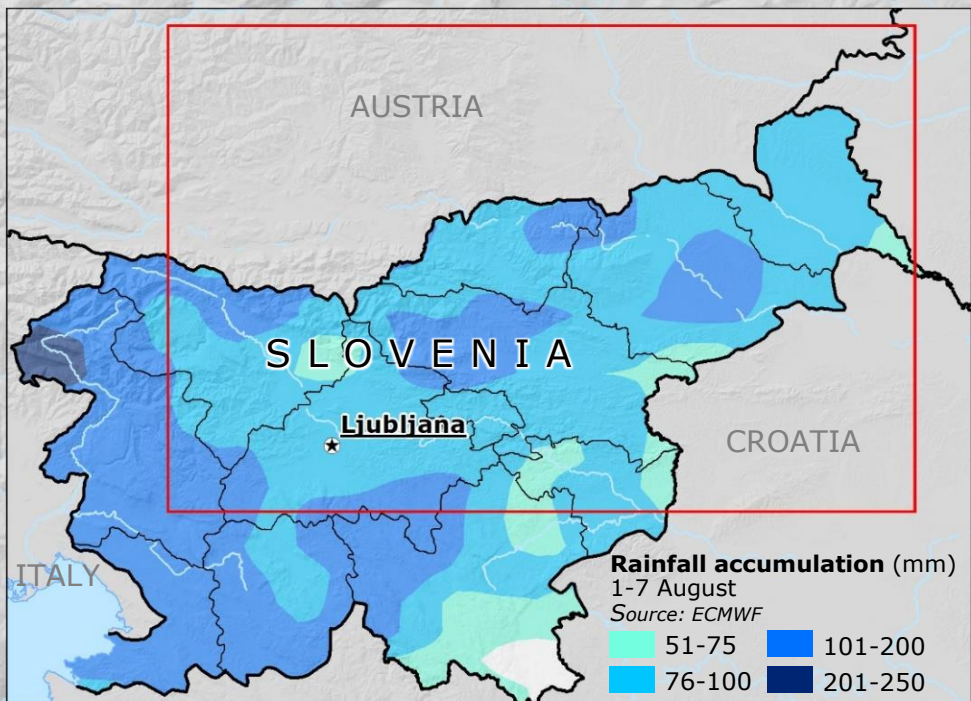 AUSTRIA
SLOVENIA
Ljubljana
CROATIA
ITALY
Rainfall accumulation (mm)
1-7 August
Source: ECMWF
51-75
101-200
76-100
201-250